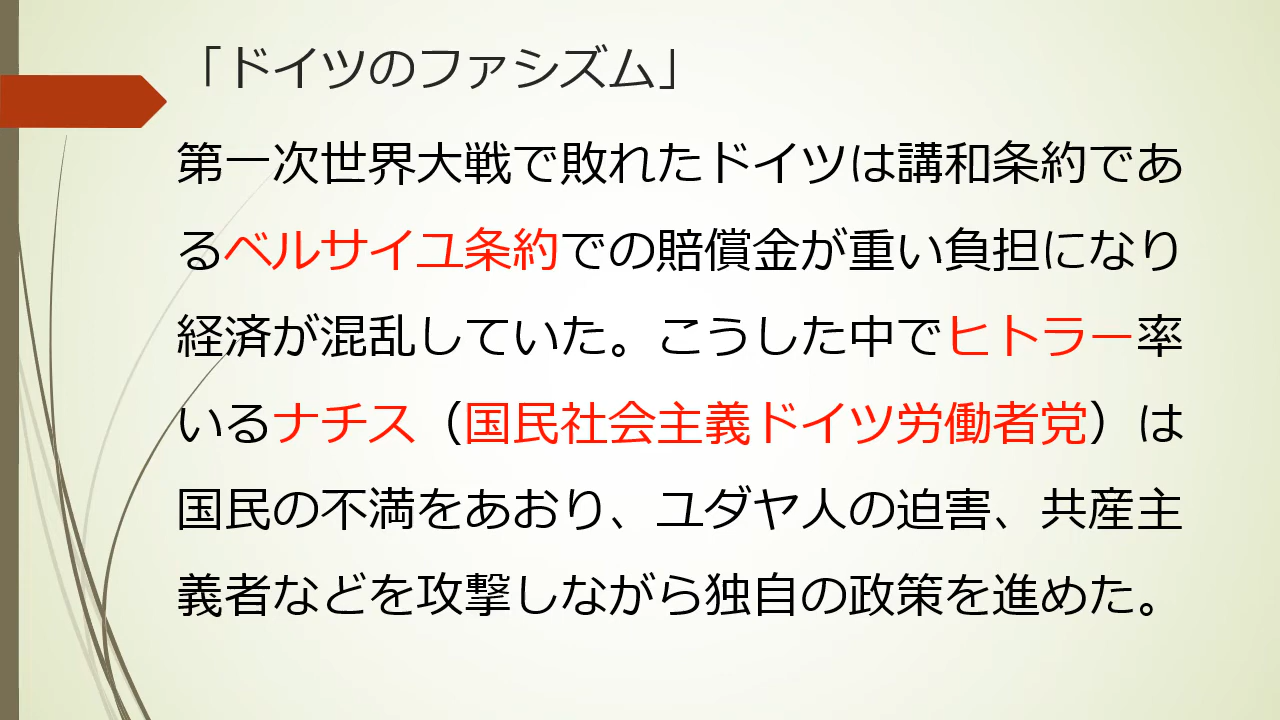 「ドイツのファシズム」
第一次世界大戦で敗れたドイツは講和条約であ
るベルサイユ条約での賠償金が重い負担になり
経済が混乱していた。こうした中でヒトラー率
いるナチス（国民社会主義ドイツ労働者党）は
国民の不満をあおり、ユダヤ人の迫害、共産主
義者などを攻撃しながら独自の政策を進めた。